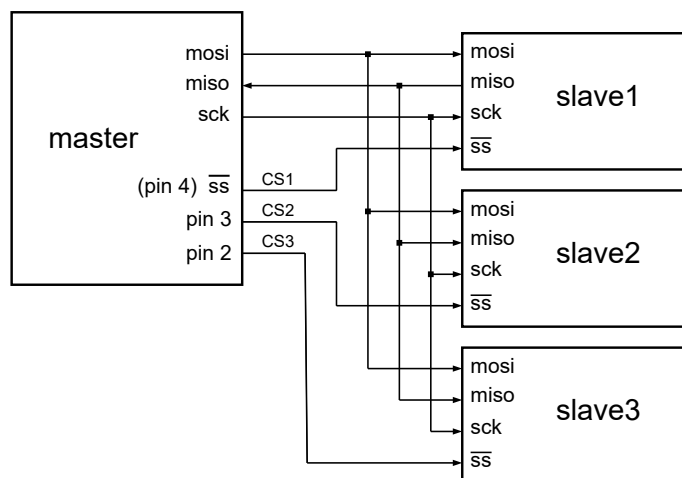 master
mosi
miso
sck
(pin 4) ss
pin 3
pin 2
CS1
CS2
CS3
mosi
miso
sck
ss
slave1
mosi
miso
sck
ss
slave2
mosi
miso
sck
ss
slave3